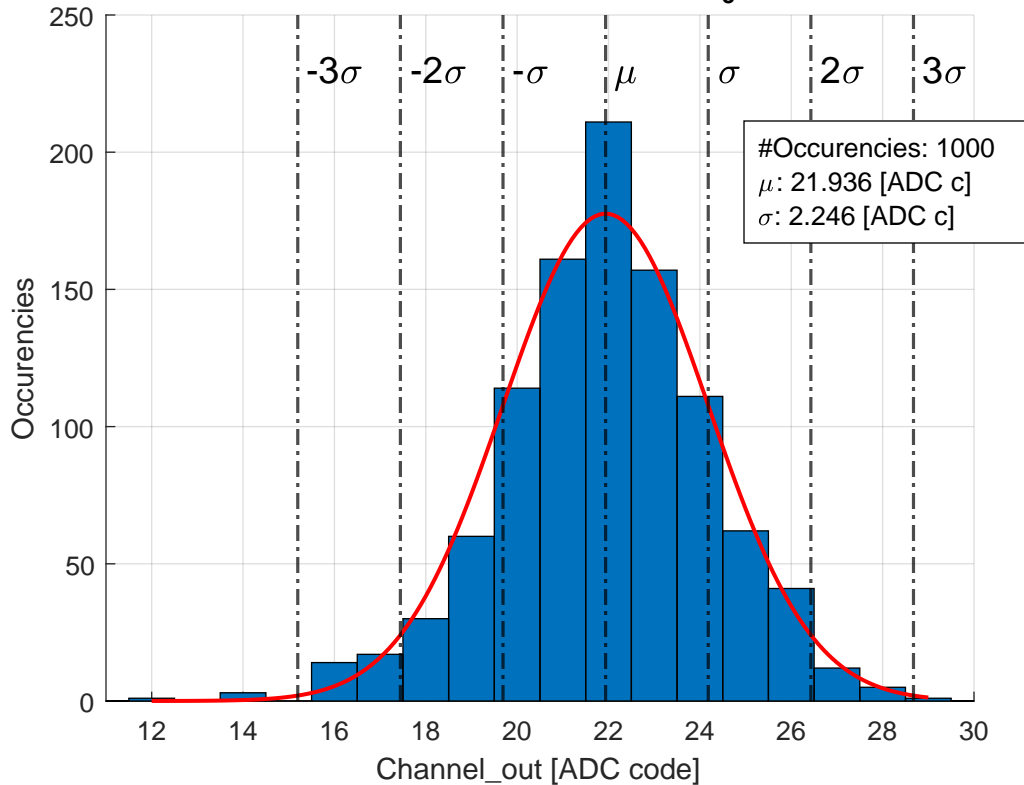 250
200
150
100
50
0
-3σ
-2σ
-σ
μ
σ
2σ
3σ
#Occurencies: 1000
μ: 21.936 [ADC c]
σ: 2.246 [ADC c]
Occurencies
12 14 16 18 20 22 24 26 28 30
Channel_out [ADC code]